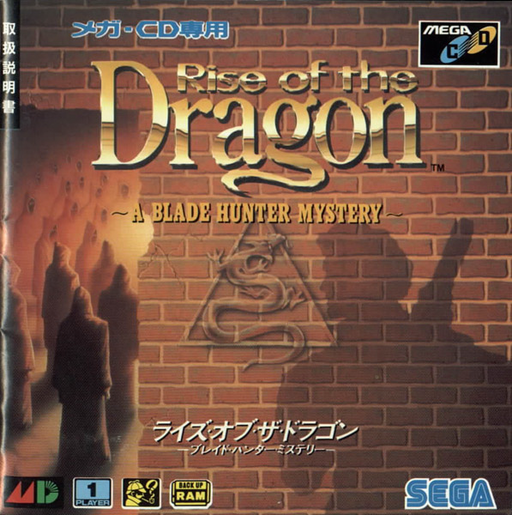 取扱説明書
メガ-CD専用
MEGA
CD
Rise of the
Dragon™
~A BLADE HUNTER MYSTERY~
ライズ・オブ・ザ・ドラゴン
—ブレイド・ハンター・ミステリー—
MD
1
PLAYER
BACK UP
RAM
SEGA